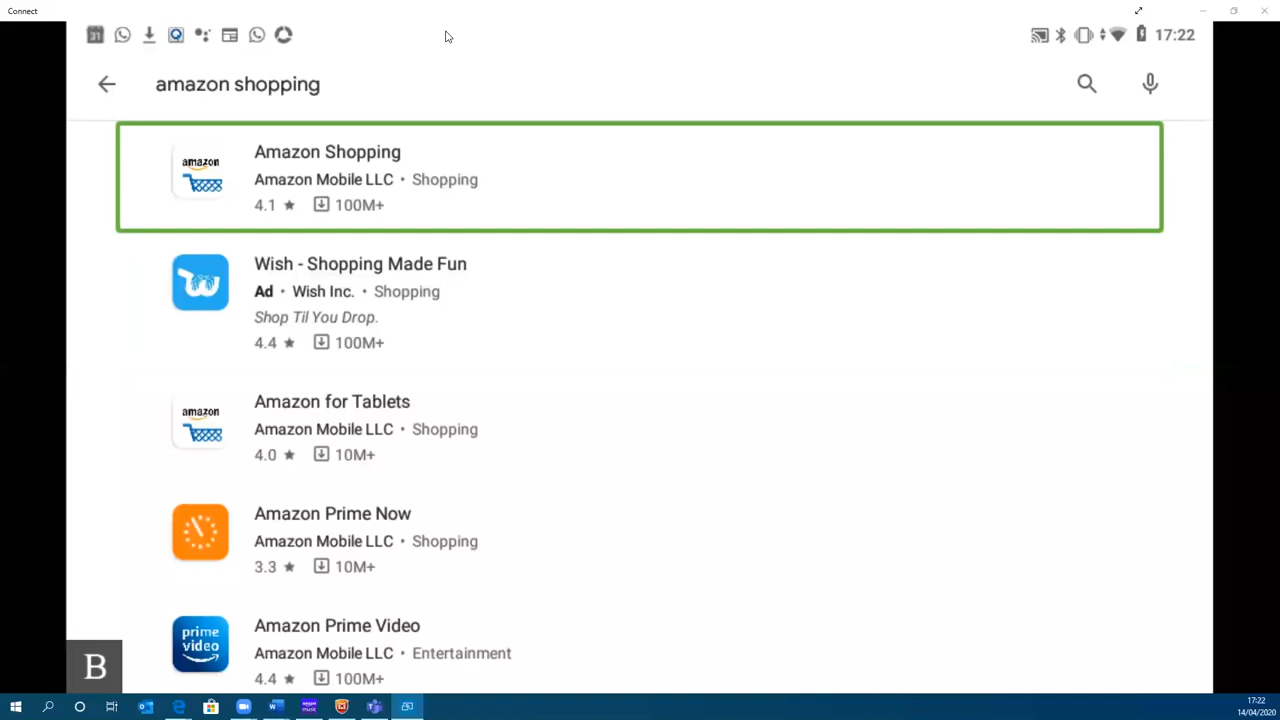 Connect
31
17:22
amazon shopping
amazon
Amazon Shopping
Amazon Mobile LLC • Shopping
4.1 ★ 100M+
Wish - Shopping Made Fun
Ad • Wish Inc. • Shopping
Shop Til You Drop.
4.4 ★ 100M+
amazon
Amazon for Tablets
Amazon Mobile LLC • Shopping
4.0 ★ 10M+
Amazon Prime Now
Amazon Mobile LLC • Shopping
3.3 ★ 10M+
prime
video
Amazon Prime Video
Amazon Mobile LLC • Entertainment
4.4 ★ 100M+
B
17:22
14/04/2020